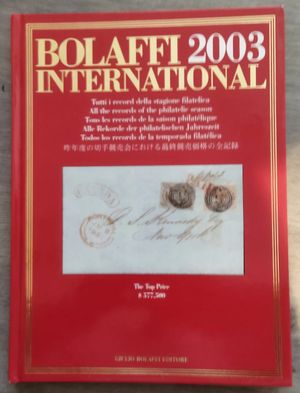 BOLAFFI 2003
INTERNATIONAL
Tutti i record della stagione filatelica
All the records of the philatelic season
Tous les records de la saison philatélique
Alle Rekorde der philatelischen Jahreszeit
Todos los records de la temporada filatélica
昨年度の切手競売会における最終競売価格の全記録
New York
The Top Price
$ 577,500
GIULIO BOLAFFI EDITORE